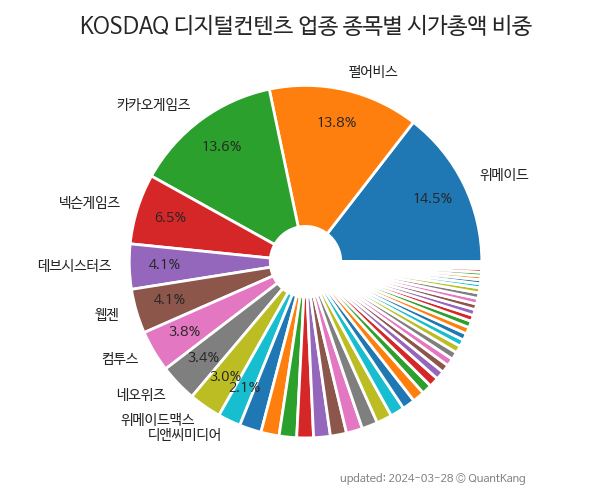 KOSDAQ 디지털컨텐츠 업종 종목별 시가총액 비중
펄어비스
카카오게임즈
13.8%
13.6%
위메이드
14.5%
넥슨게임즈
6.5%
데브시스터즈
4.1%
4.1%
웹젠
3.8%
컴투스
3.4%
3.0%
2.1%
네오위즈
위메이드맥스
디앤씨미디어
updated: 2024-03-28 © QuantKang